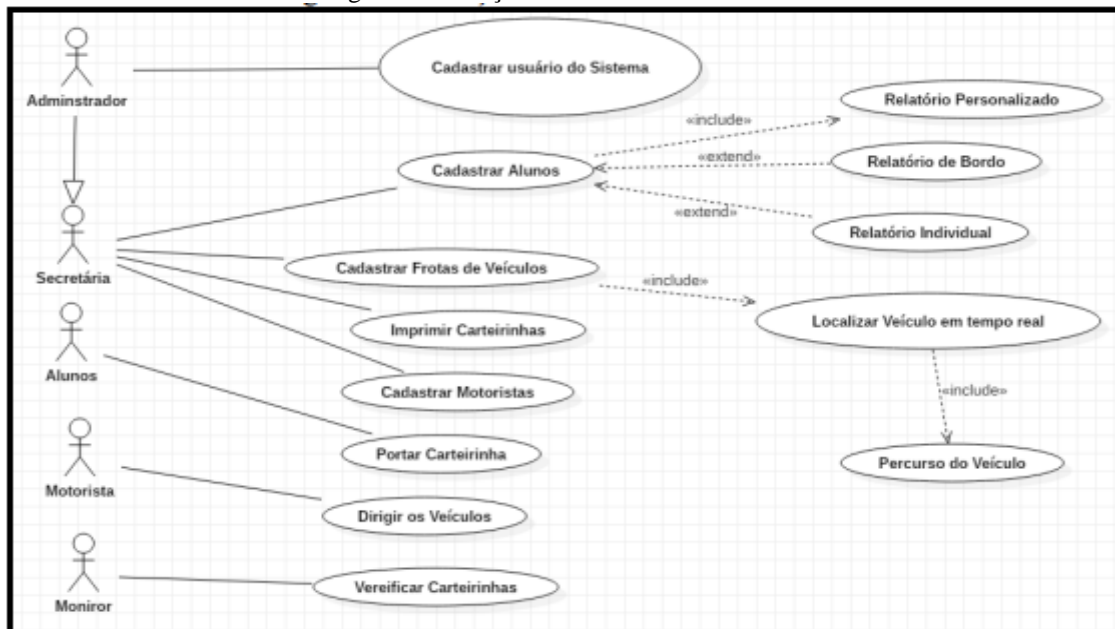 Adminstrador
Cadastrar usuário do Sistema
Relatório Personalizado
«include»
Cadastrar Alunos
«extend»
Relatório de Bordo
«extend»
Relatório Individual
Secretária
Cadastrar Frotas de Veículos
«include»
Localizar Veículo em tempo real
Imprimir Carteirinhas
Alunos
Cadastrar Motoristas
«include»
Portar Carteirinha
Percurso do Veículo
Motorista
Dirigir os Veículos
Vereificar Carteirinhas
Moniror